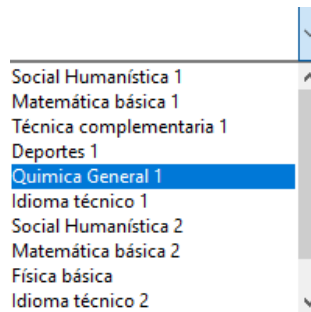 Social Humanística 1
Matemática básica 1
Técnica complementaria 1
Deportes 1
Quimica General 1
Idioma técnico 1
Social Humanística 2
Matemática básica 2
Física básica
Idioma técnico 2